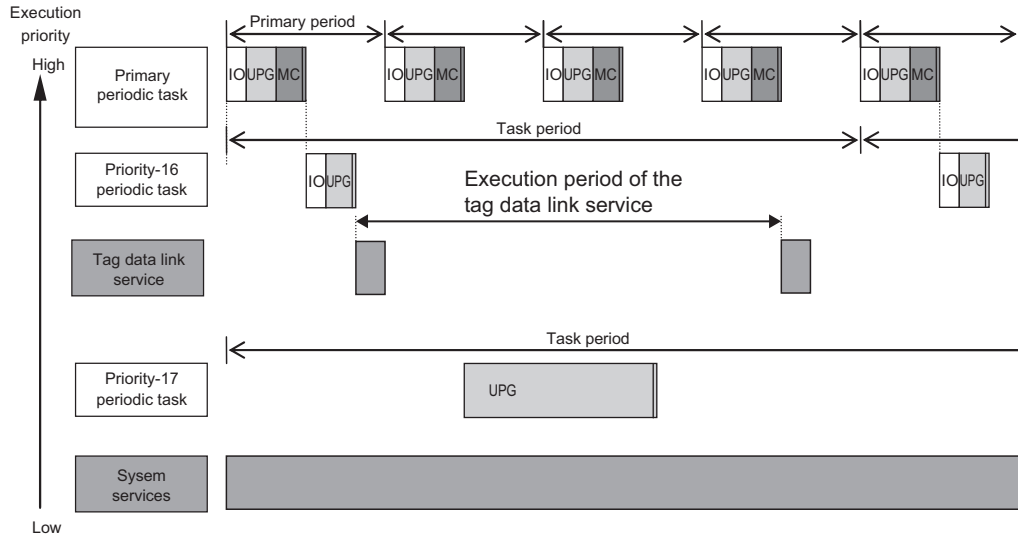 Execution
priority
High
Low
Primary period
Primary
periodic task
IO UPG MC
IO UPG MC
IO UPG MC
IO UPG MC
IO UPG MC
Task period
Priority-16
periodic task
IO UPG
IO UPG
Execution period of the
tag data link service
Tag data link
service
Task period
Priority-17
periodic task
UPG
Sysem
services